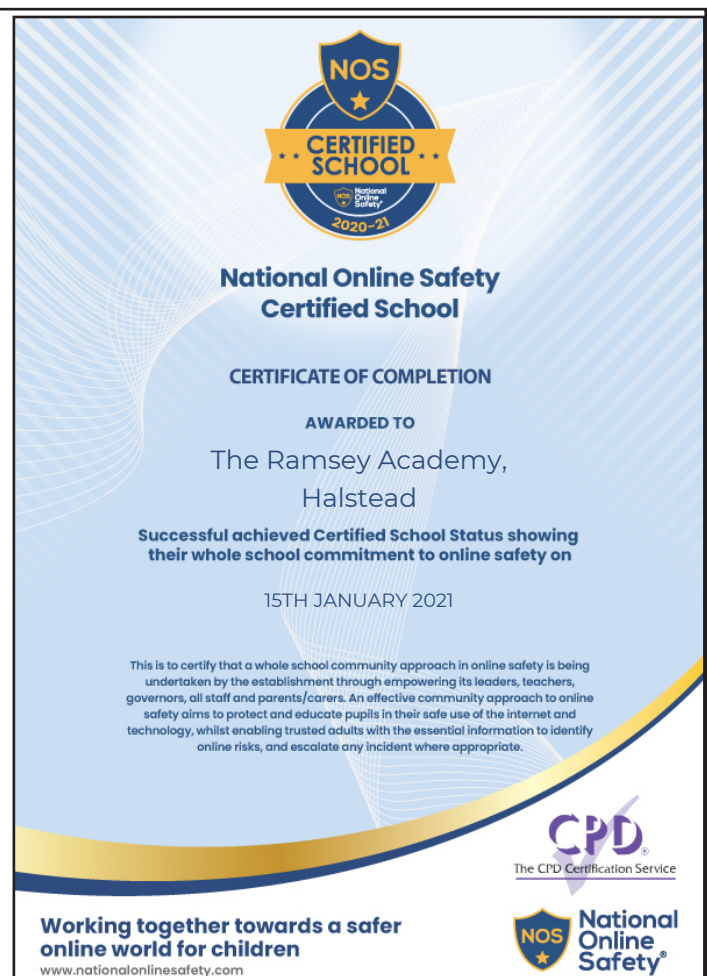 NOS
CERTIFIED
SCHOOL
NOS National
Online
Safety®
2020-21
National Online Safety
Certified School
CERTIFICATE OF COMPLETION
AWARDED TO
The Ramsey Academy,
Halstead
Successful achieved Certified School Status showing
their whole school commitment to online safety on
15TH JANUARY 2021
This is to certify that a whole school community approach in online safety is being
undertaken by the establishment through empowering its leaders, teachers,
governors, all staff and parents/carers. An effective community approach to online
safety aims to protect and educate pupils in their safe use of the internet and
technology, whilst enabling trusted adults with the essential information to identify
online risks, and escalate any incident where appropriate.
CPD®
The CPD Certification Service
Working together towards a safer
online world for children
www.nationalonlinesafety.com
NOS
National
Online
Safety®